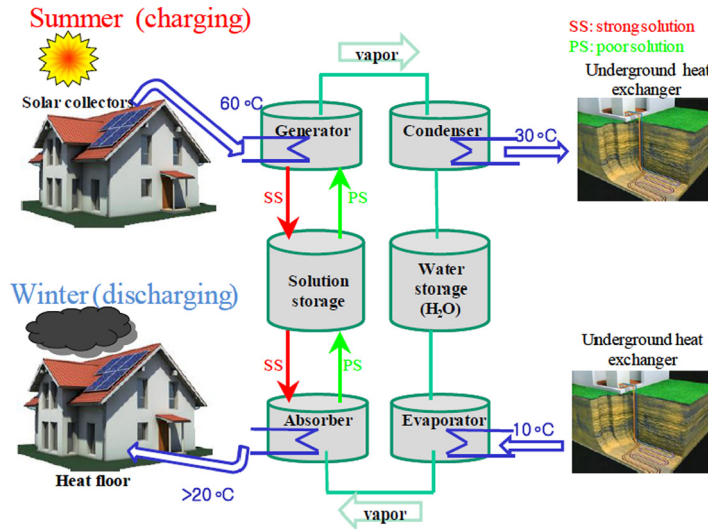 Summer (charging)
SS: strong solution
PS: poor solution
vapor
Underground heat
exchanger
Solar collectors
60 °C
Generator
Condenser
30 °C
SS
PS
Solution
storage
Water
storage
(H₂O)
Winter (discharging)
SS
PS
Underground heat
exchanger
Absorber
Evaporator
10 °C
Heat floor
>20 °C
vapor